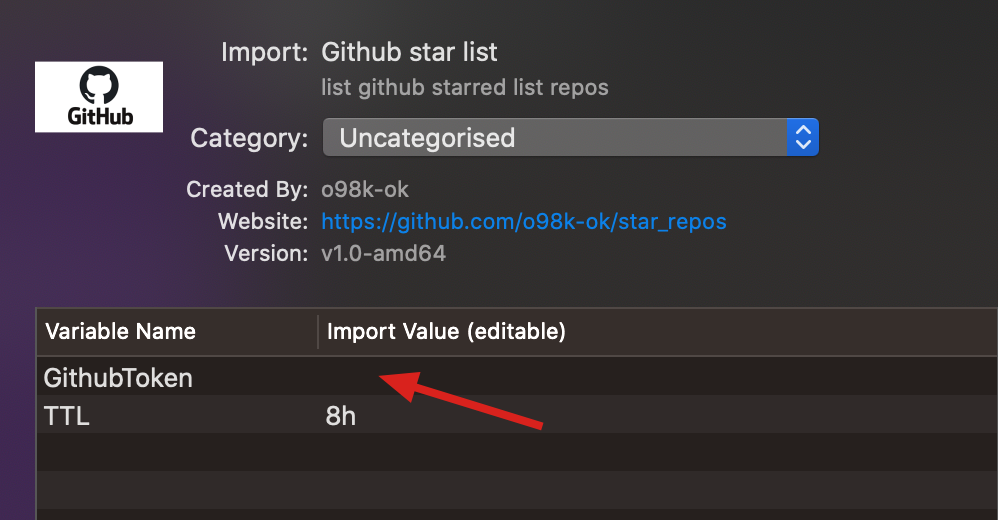 Import: Github star list
list github starred list repos
GitHub
Category: Uncategorised
Created By: o98k-ok
Website: https://github.com/o98k-ok/star_repos
Version: v1.0-amd64
Variable Name Import Value (editable)
GithubToken
TTL 8h